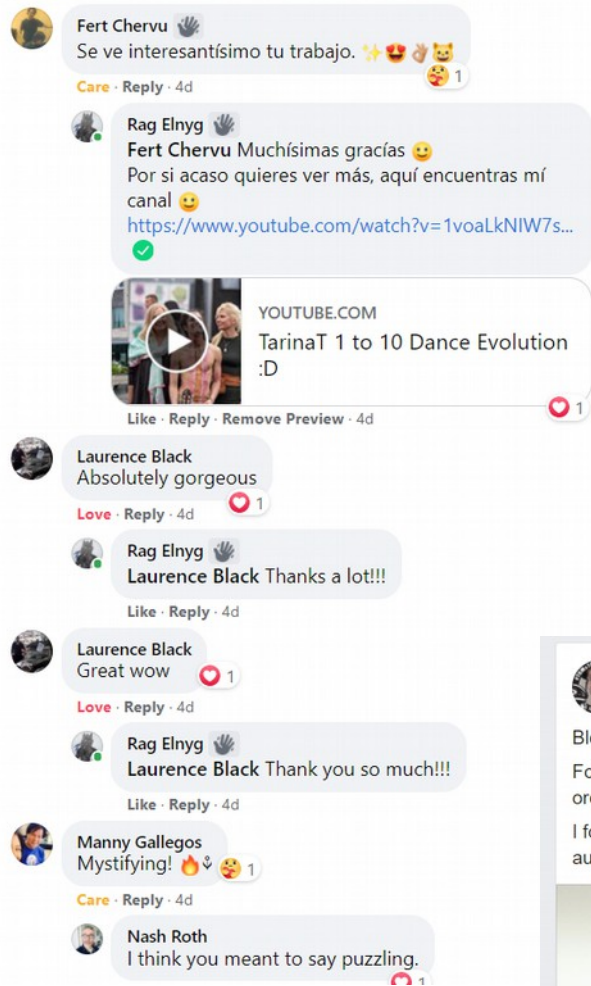 Fert Chervu
Se ve interesantísimo tu trabajo. ✨😍👌🏼😺
1
Care · Reply · 4d
Rag Elnyg
Fert Chervu Muchísimas gracías 🙂
Por si acaso quieres ver más, aquí encuentras mí
canal 🙂
https://www.youtube.com/watch?v=1voaLkNIW7s...
YOUTUBE.COM
TarinaT 1 to 10 Dance Evolution
:D
1
Like · Reply · Remove Preview · 4d
Laurence Black
Absolutely gorgeous
1
Love · Reply · 4d
Rag Elnyg
Laurence Black Thanks a lot!!!
Like · Reply · 4d
Laurence Black
Great wow
1
Love · Reply · 4d
Rag Elnyg
Laurence Black Thank you so much!!!
Like · Reply · 4d
Manny Gallegos
Mystifying! 🔥
1
Care · Reply · 4d
Nash Roth
I think you meant to say puzzling.
1